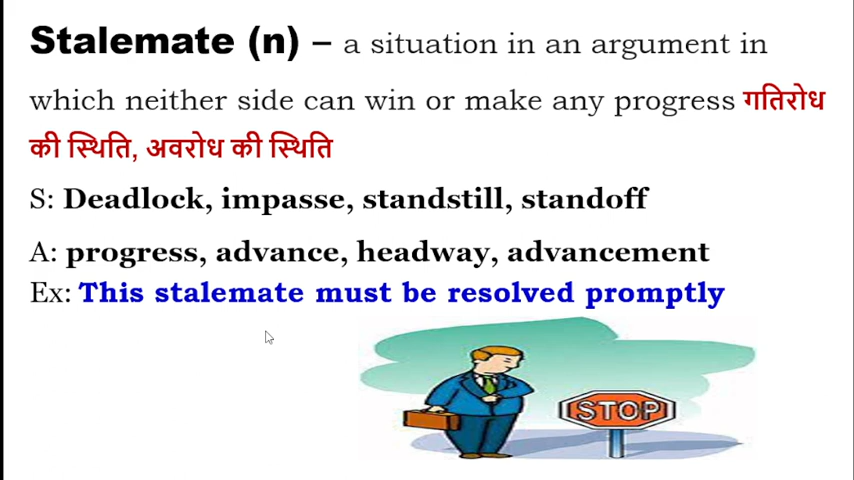 Stalemate (n) – a situation in an argument in
which neither side can win or make any progress गतिरोध
की स्थिति, अवरोध की स्थिति
S: Deadlock, impasse, standstill, standoff
A: progress, advance, headway, advancement
Ex: This stalemate must be resolved promptly
STOP